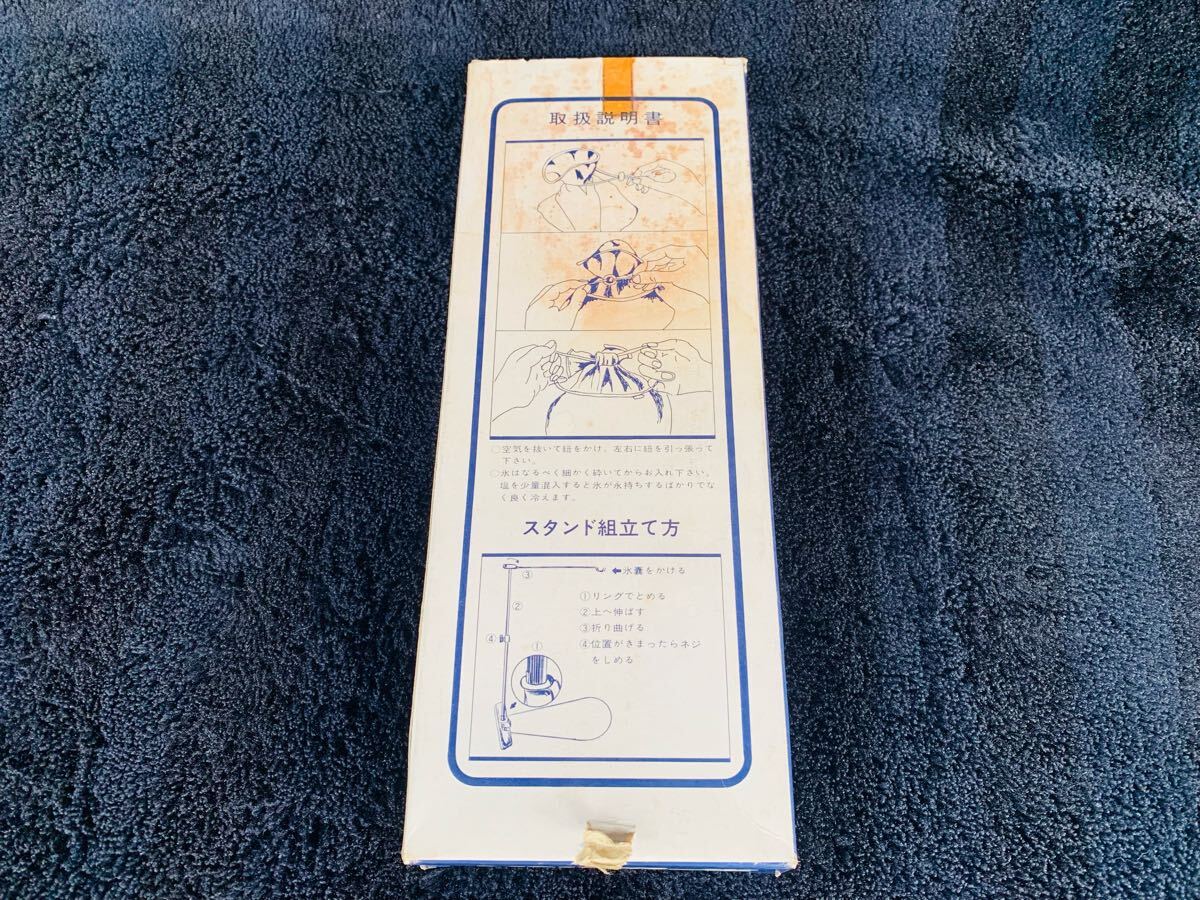 取扱説明書
○空気を抜いて紐をかけ、左右に紐を引っ張って
下さい。
○氷はなるべく細かく砕いてからお入れ下さい。
塩を少量混入すると氷が永持ちするばかりでな
く良く冷えます。
スタンド組立て方
③
⬅氷嚢をかける
②
④
①
①リングでとめる
②上へ伸ばす
③折り曲げる
④位置がきまったらネジ
をしめる